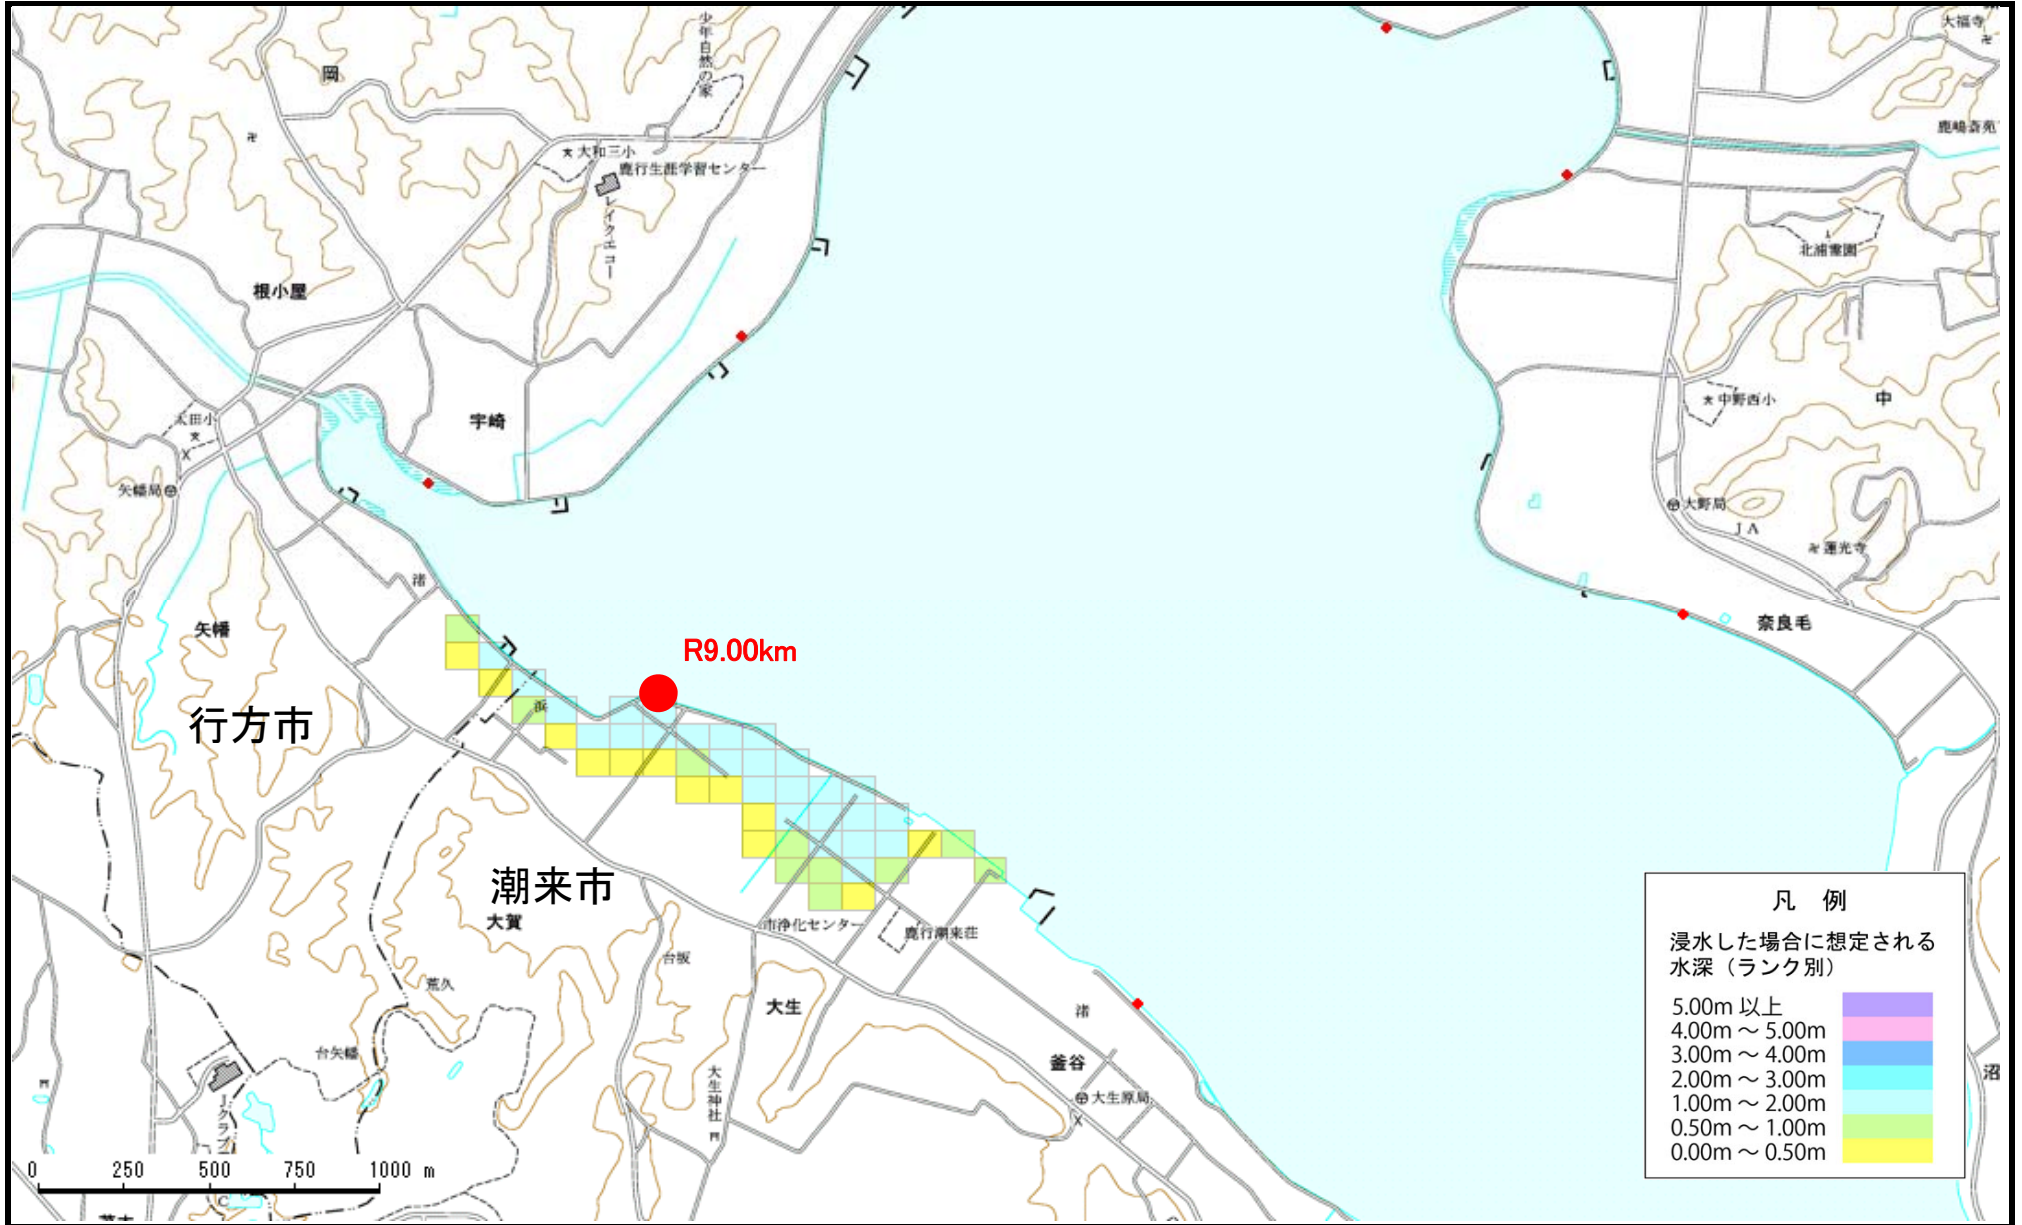 少年自然の家
大福寺
岡
鹿嶋斎苑
大和三小
鹿行生涯学習センター
レイクエコー
北浦霊園
根小屋
太田小
宇崎
中野西小
中
矢幡局
大野局
JA
蓮光寺
渚
矢幡
奈良毛
R9.00km
浜
行方市
潮来市
大賀
市浄化センター
鹿行潮来荘
台坂
荒久
大生
渚
台矢幡
釜谷
大生神社
大生原局
沼
Jクラブ
凡 例
浸水した場合に想定される
水深（ランク別）
5.00m 以上
4.00m ～ 5.00m
3.00m ～ 4.00m
2.00m ～ 3.00m
1.00m ～ 2.00m
0.50m ～ 1.00m
0.00m ～ 0.50m
0 250 500 750 1000 m